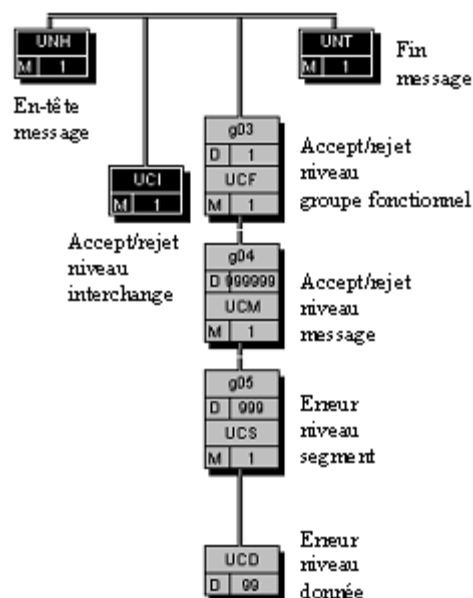 UNH
M 1
En-tête
message
UNT
M 1
Fin
message
UCI
M 1
Accept/rejet
niveau
interchange
g03
D 1
UCF
M 1
Accept/rejet
niveau
groupe fonctionnel
g04
D 999999
UCM
M 1
Accept/rejet
niveau
message
g05
D 999
UCS
M 1
Erreur
niveau
segment
UCD
D 99
Erreur
niveau
donnée